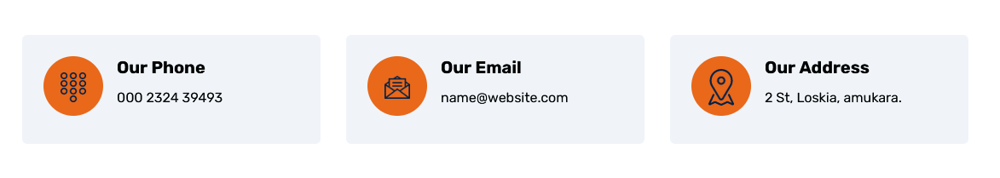 Our Phone
000 2324 39493
Our Email
name@website.com
Our Address
2 St, Loskia, amukara.